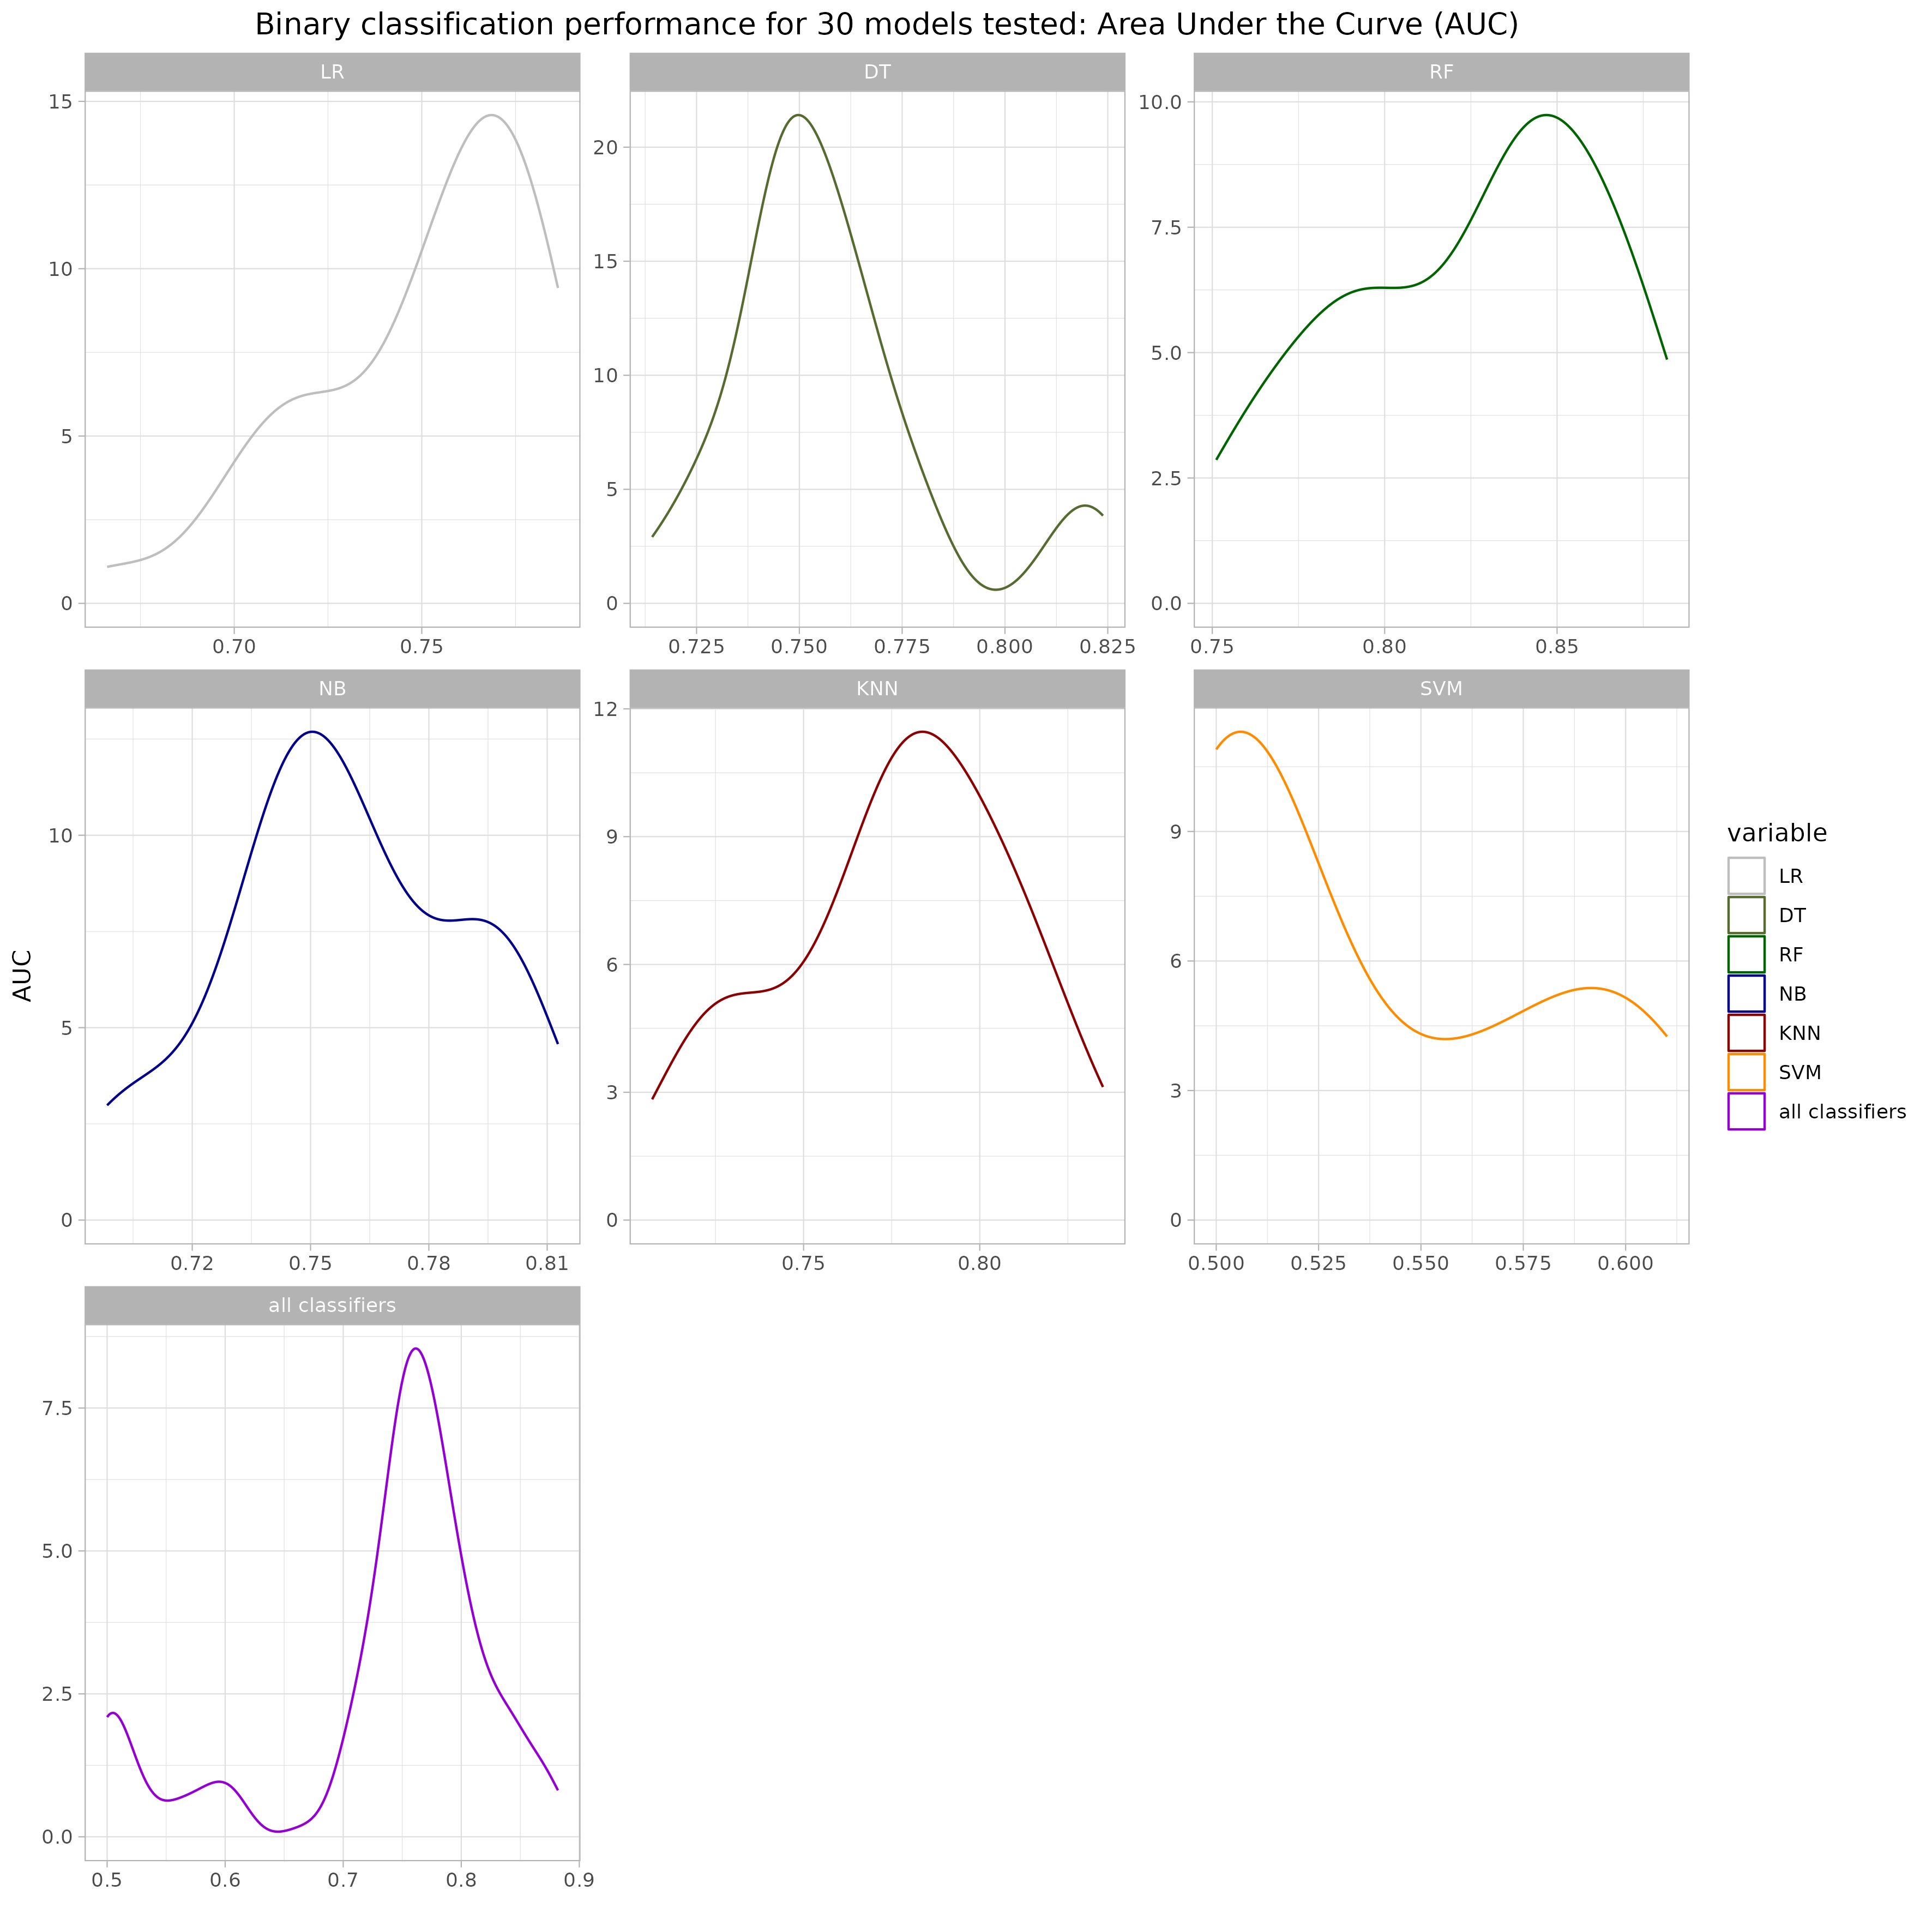 Binary classification performance for 30 models tested: Area Under the Curve (AUC)
LR DT RF
15
10
5
0
0.70 0.75
20
15
10
5
0
0.725 0.750 0.775 0.800 0.825
10.0
7.5
5.0
2.5
0.0
0.75 0.80 0.85
NB KNN SVM
10
5
0
0.72 0.75 0.78 0.81
12
9
6
3
0
0.75 0.80
9
6
3
0
0.500 0.525 0.550 0.575 0.600
all classifiers
7.5
5.0
2.5
0.0
0.5 0.6 0.7 0.8 0.9
AUC
variable
LR
DT
RF
NB
KNN
SVM
all classifiers